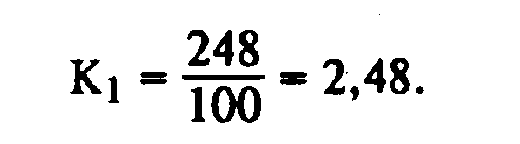 K₁ = 248/100 = 2,48.